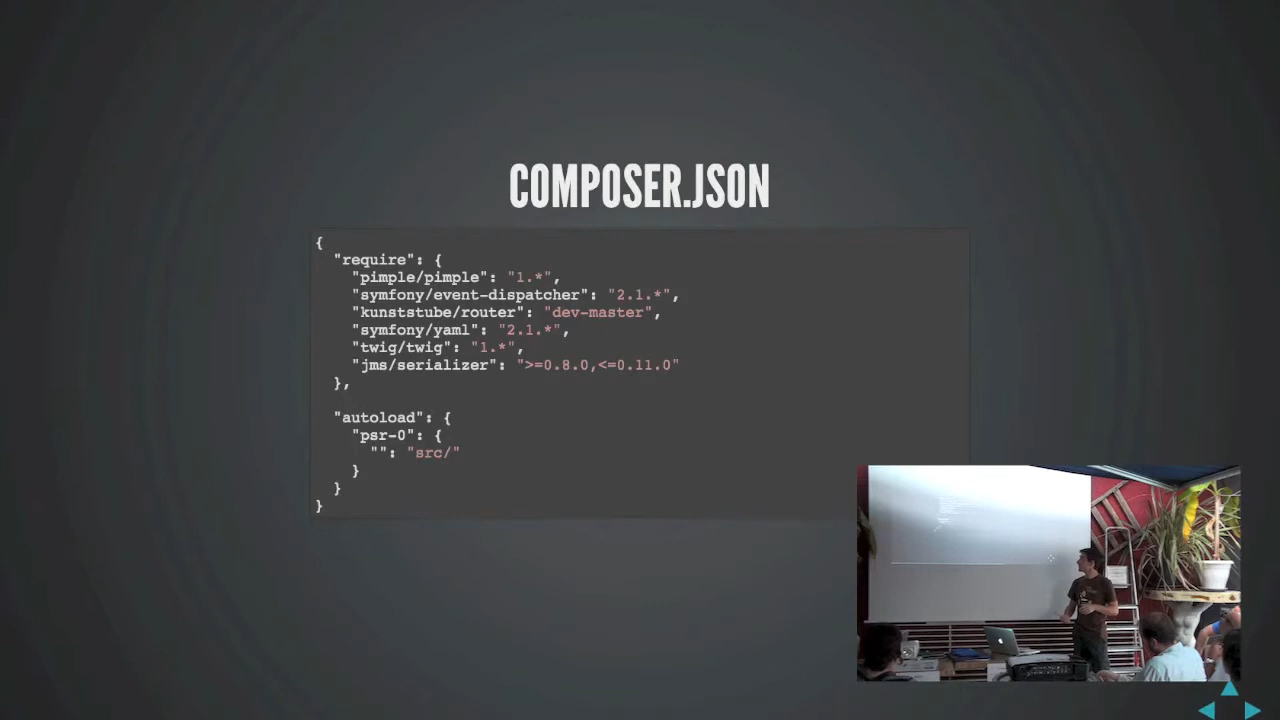 COMPOSER.JSON
{
"require": {
"pimple/pimple": "1.*",
"symfony/event-dispatcher": "2.1.*",
"kunststube/router": "dev-master",
"symfony/yaml": "2.1.*",
"twig/twig": "1.*",
"jms/serializer": ">=0.8.0,<=0.11.0"
},
"autoload": {
"psr-0": {
"": "src/"
}
}
}